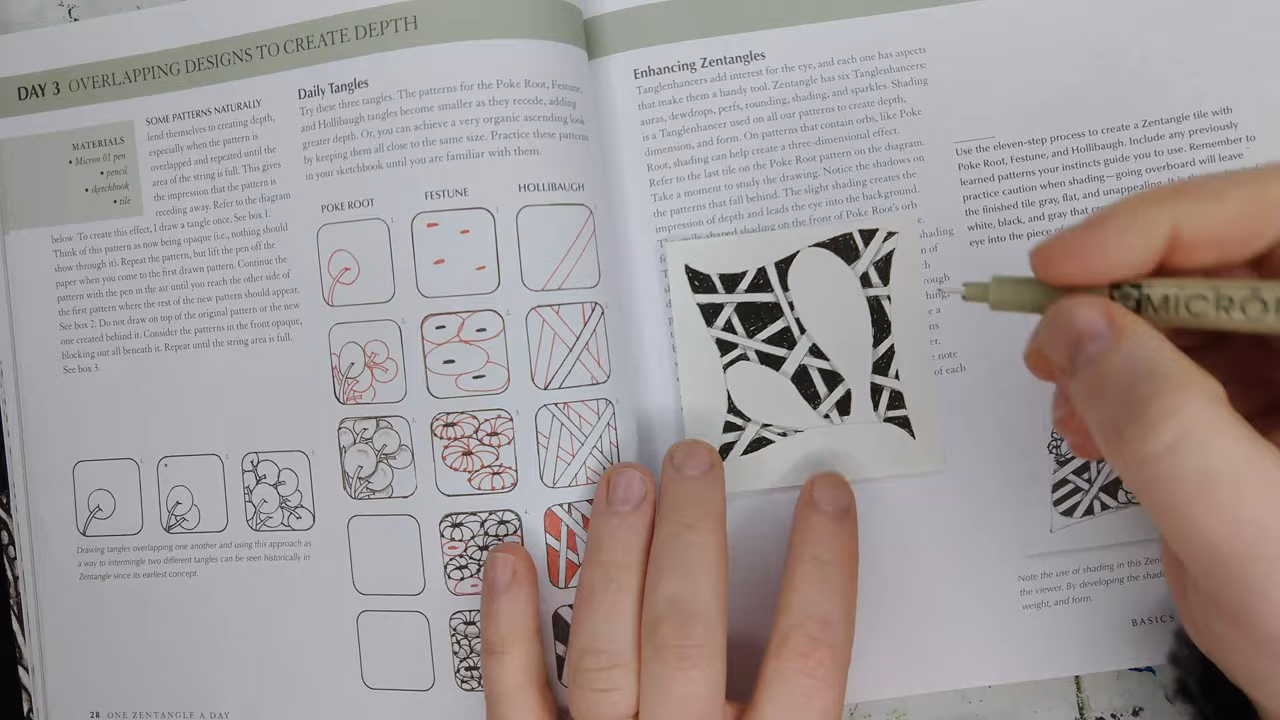 DAY 3 OVERLAPPING DESIGNS TO CREATE DEPTH
MATERIALS
• Micron 01 pen
• pencil
• sketchbook
• tile
SOME PATTERNS NATURALLY
lend themselves to creating depth,
especially when the pattern is
overlapped and repeated until the
area of the string is full. This gives
the impression that the pattern is
receding away. Refer to the diagram
below. To create this effect, I draw a tangle once. See box 1.
Think of this pattern as now being opaque (i.e., nothing should
show through it). Repeat the pattern, but lift the pen off the
paper when you come to the first drawn pattern. Continue the
pattern with the pen in the air until you reach the other side of
the first pattern where the rest of the new pattern should appear.
See box 2. Do not draw on top of the original pattern or the new
one created behind it. Consider the patterns in the front opaque,
blocking out all beneath it. Repeat until the string area is full.
See box 3.
Drawing tangles overlapping one another and using this approach as
a way to intermingle two different tangles can be seen historically in
Zentangle since its earliest concept.
28 ONE ZENTANGLE A DAY
Daily Tangles
Try these three tangles. The patterns for the Poke Root, Festune,
and Hollibaugh tangles become smaller as they recede, adding
greater depth. Or, you can achieve a very organic ascending look
by keeping them all close to the same size. Practice these patterns
in your sketchbook until you are familiar with them.
POKE ROOT
FESTUNE
HOLLIBAUGH
Enhancing Zentangles
Tanglenhancers add interest for the eye, and each one has aspects
that make them a handy tool. Zentangle has six Tanglenhancers:
auras, dewdrops, perfs, rounding, shading, and sparkles. Shading
is a Tanglenhancer used on all our patterns to create depth,
dimension, and form. On patterns that contain orbs, like Poke
Root, shading can help create a three-dimensional effect.
Refer to the last tile on the Poke Root pattern on the diagram.
Take a moment to study the drawing. Notice the shadows on
the patterns that fall behind. The slight shading creates the
impression of depth and leads the eye into the background.
shaped shading on the front of Poke Root's orb
shading
of
rough
note
of each
Use the eleven-step process to create a Zentangle tile with
Poke Root, Festune, and Hollibaugh. Include any previously
learned patterns your instincts guide you to use. Remember to
practice caution when shading—going overboard will leave
the finished tile gray, flat, and unappealing.
white, black, and gray that
eye into the piece of
MICRO
Note the use of shading in this
the viewer. By developing the
weight, and form.
BASICS